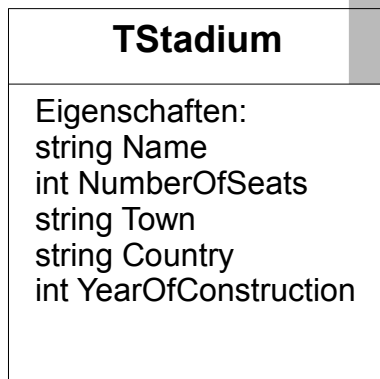 TStadium
Eigenschaften:
string Name
int NumberOfSeats
string Town
string Country
int YearOfConstruction